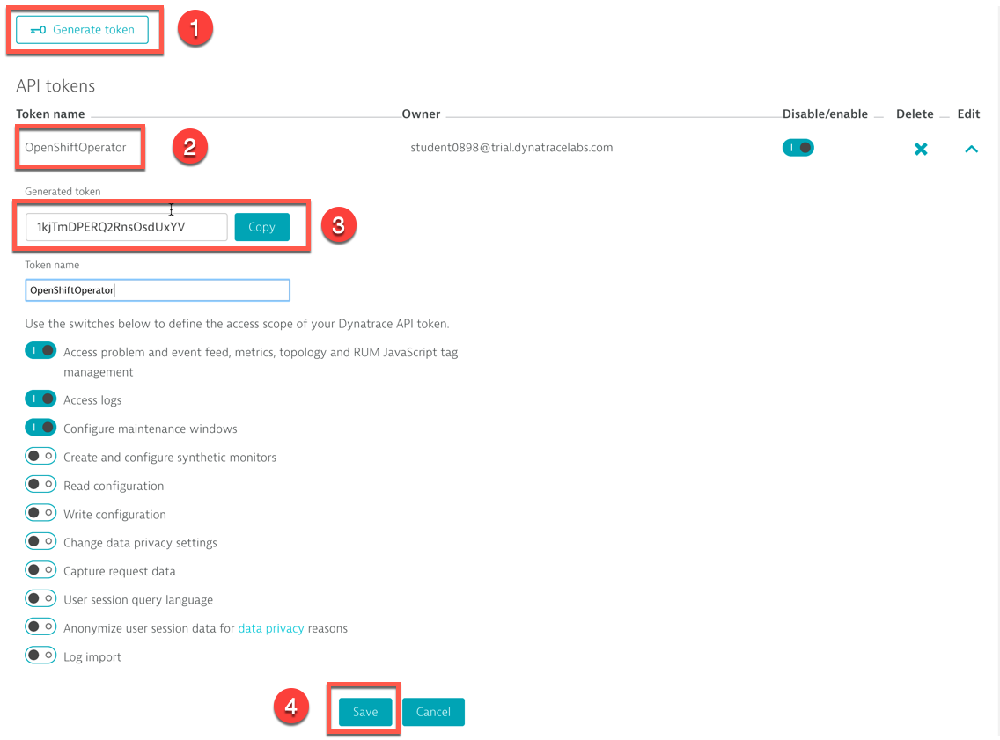 Generate token
1
API tokens
Token name Owner Disable/enable Delete Edit
OpenShiftOperator 2 student0898@trial.dynatracelabs.com
Generated token
1kjTmDPERQ2RnsOsdUxYV Copy 3
Token name
OpenShiftOperator
Use the switches below to define the access scope of your Dynatrace API token.
Access problem and event feed, metrics, topology and RUM JavaScript tag
management
Access logs
Configure maintenance windows
Create and configure synthetic monitors
Read configuration
Write configuration
Change data privacy settings
Capture request data
User session query language
Anonymize user session data for data privacy reasons
Log import
4 Save Cancel